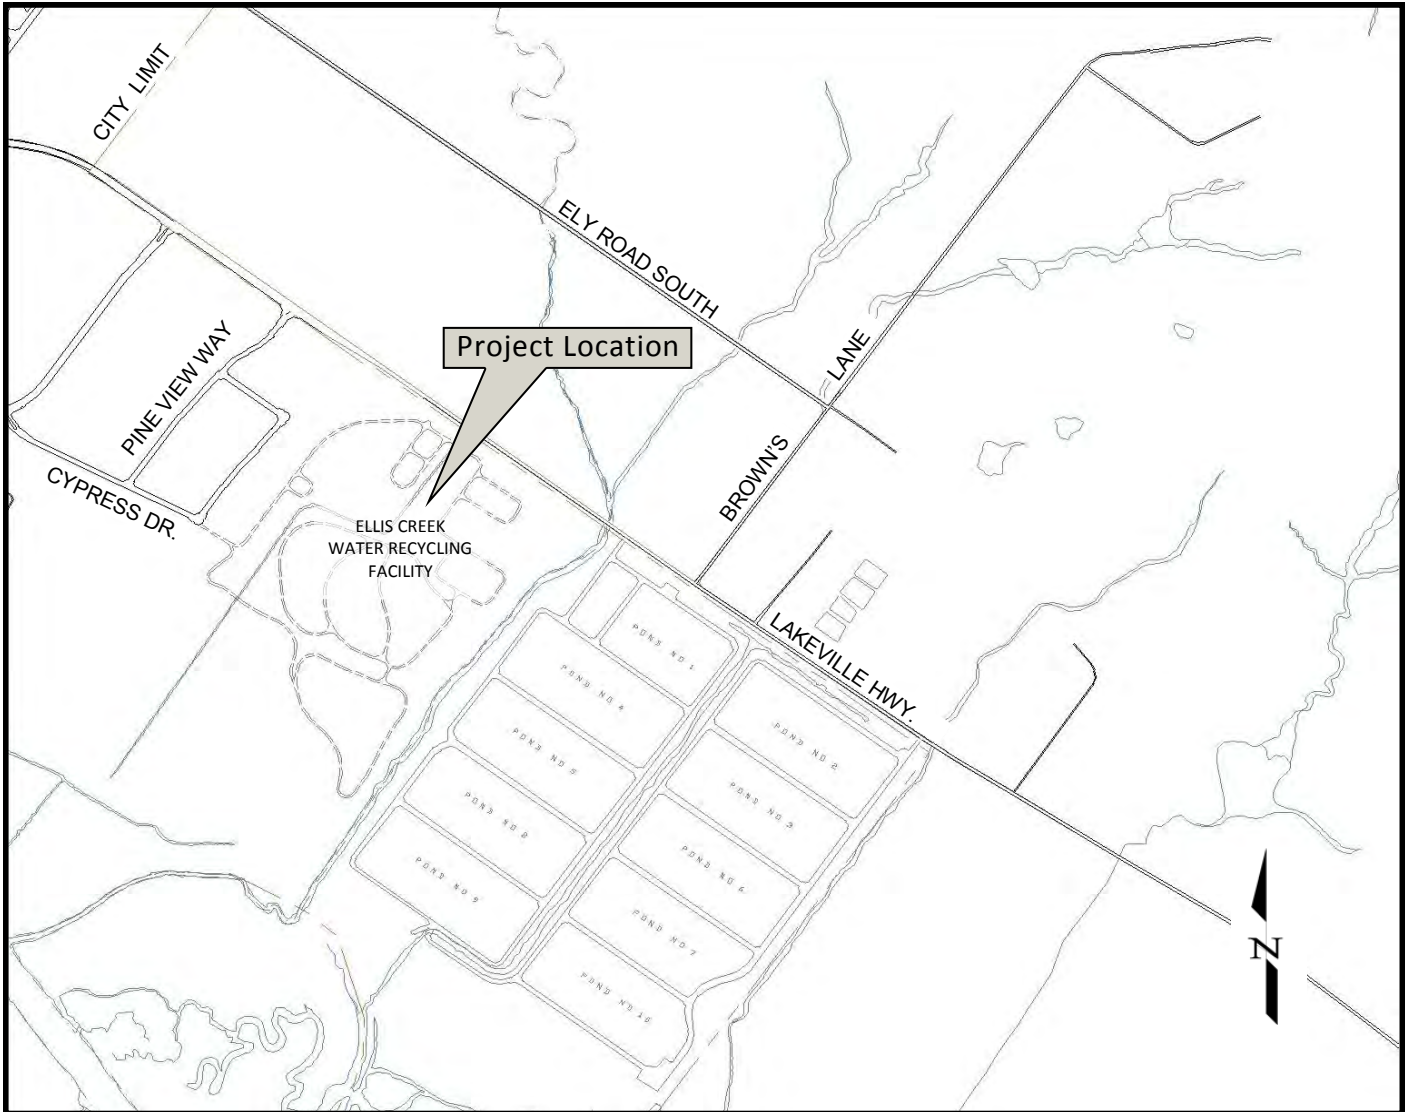 CITY LIMIT
ELY ROAD SOUTH
Project Location
PINE VIEW WAY
LANE
BROWN'S
CYPRESS DR.
ELLIS CREEK
WATER RECYCLING
FACILITY
LAKEVILLE HWY.
POND NO 1
POND NO 4
POND NO 2
POND NO 5
POND NO 3
POND NO 8
POND NO 6
POND NO 9
POND NO 7
POND NO 10
N